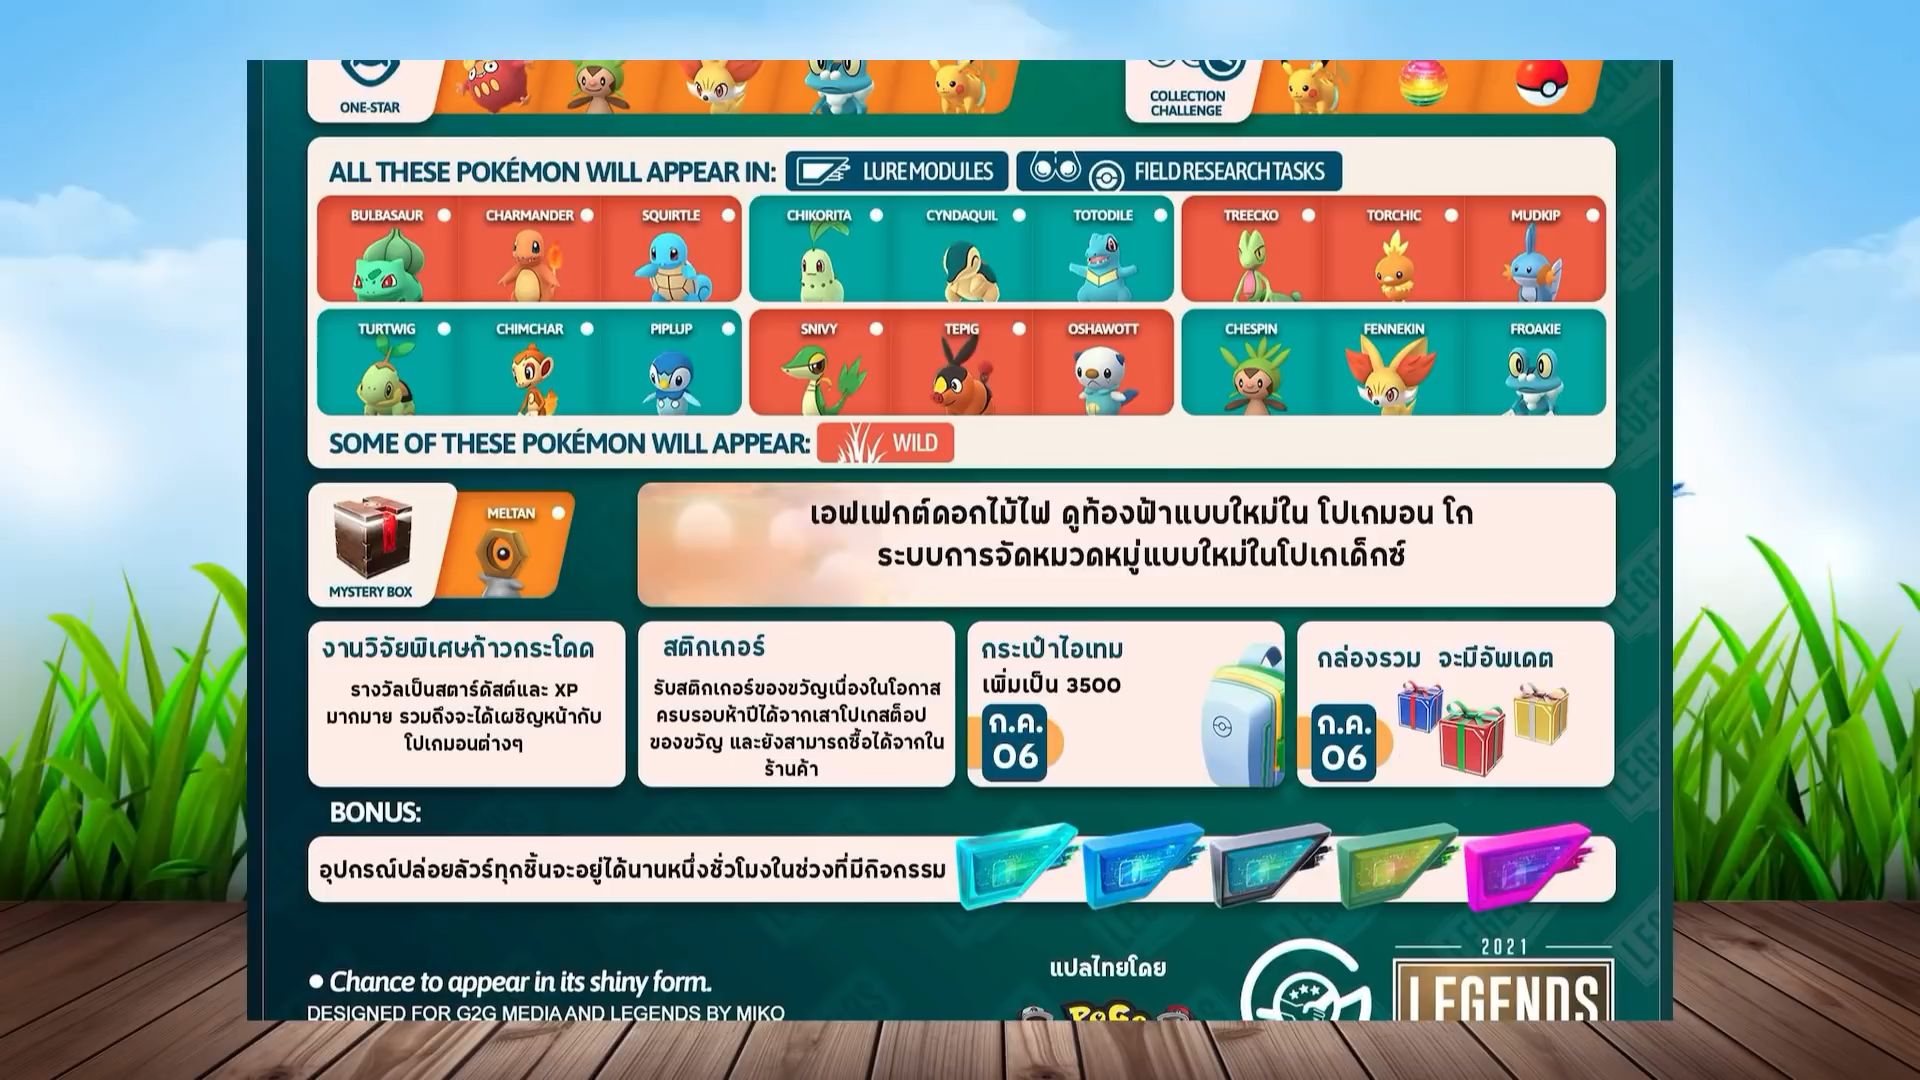 ONE-STAR
COLLECTION
CHALLENGE
ALL THESE POKÉMON WILL APPEAR IN: LURE MODULES FIELD RESEARCH TASKS
BULBASAUR CHARMANDER SQUIRTLE CHIKORITA CYNDAQUIL TOTODILE TREECKO TORCHIC MUDKIP
TURTWIG CHIMCHAR PIPLUP SNIVY TEPIG OSHAWOTT CHESPIN FENNEKIN FROAKIE
SOME OF THESE POKÉMON WILL APPEAR: WILD
MYSTERY BOX
MELTAN
เอฟเฟกต์ดอกไม้ไฟ ดูท้องฟ้าแบบใหม่ใน โปเกมอน โก
ระบบการจัดหมวดหมู่แบบใหม่ในโปเกเด็กซ์
งานวิจัยพิเศษก้าวกระโดด
รางวัลเป็นสตาร์ดัสต์และ XP
มากมาย รวมถึงจะได้เผชิญหน้ากับ
โปเกมอนต่างๆ
สติกเกอร์
รับสติกเกอร์ของขวัญเนื่องในโอกาส
ครบรอบห้าปีได้จากเสาโปเกสต็อป
ของขวัญ และยังสามารถซื้อได้จากใน
ร้านค้า
กระเป๋าไอเทม
เพิ่มเป็น 3500
ก.ค.
06
กล่องรวม จะมีอัพเดต
ก.ค.
06
BONUS:
อุปกรณ์ปล่อยลัวร์ทุกชิ้นจะอยู่ได้นานหนึ่งชั่วโมงในช่วงที่มีกิจกรรม
Chance to appear in its shiny form.
DESIGNED FOR G2G MEDIA AND LEGENDS BY MIKO
แปลไทยโดย
PoGo
2021
LEGENDS